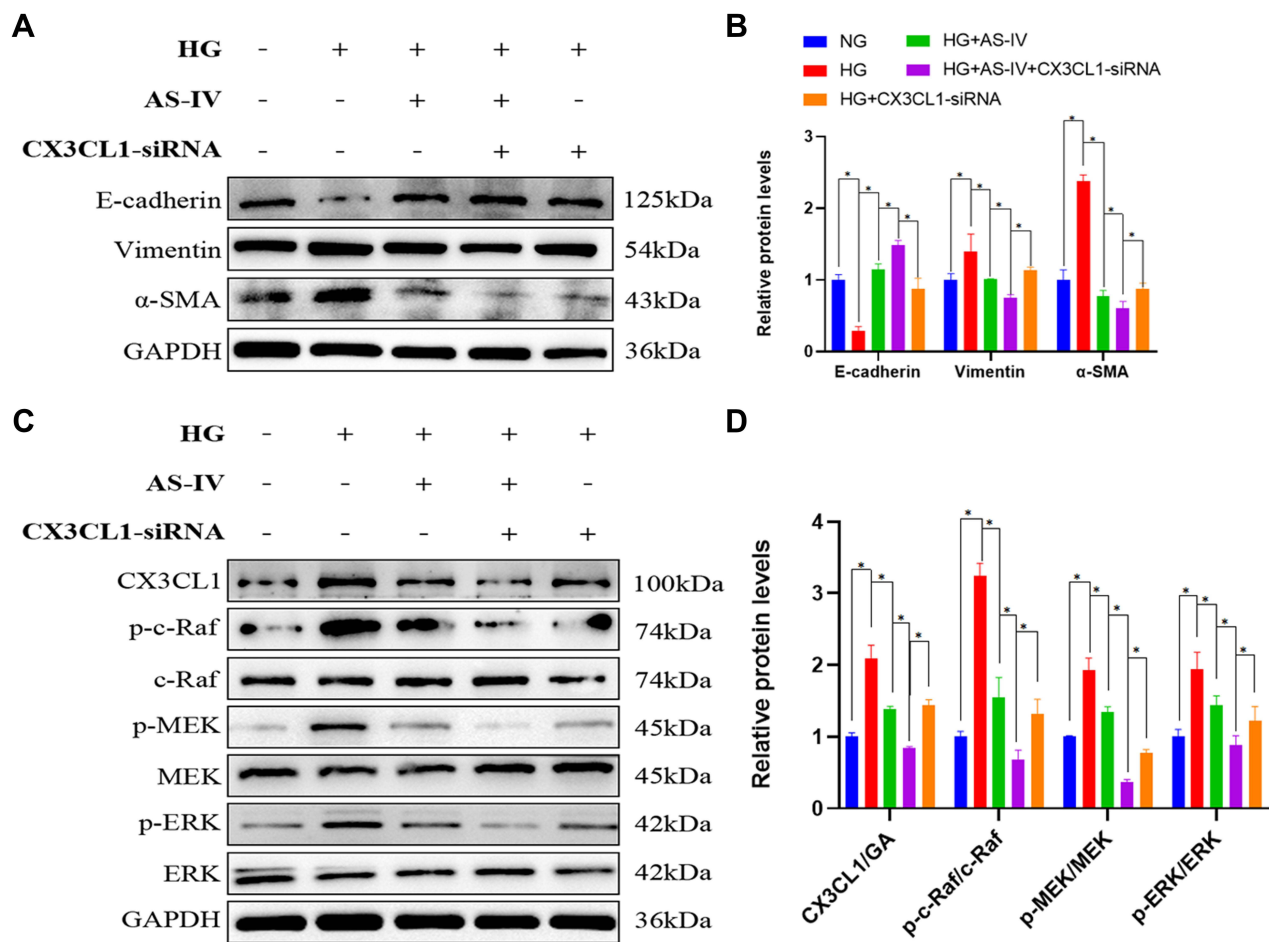 A
HG - + + + +
AS-IV - - + + -
CX3CL1-siRNA - - - + +
E-cadherin 125kDa
Vimentin 54kDa
α-SMA 43kDa
GAPDH 36kDa
B
NG HG+AS-IV
HG HG+AS-IV+CX3CL1-siRNA
HG+CX3CL1-siRNA
Relative protein levels
3
2
1
0
* * * * * * * * * * * *
E-cadherin Vimentin α-SMA
C
HG - + + + +
AS-IV - - + + -
CX3CL1-siRNA - - - + +
CX3CL1 100kDa
p-c-Raf 74kDa
c-Raf 74kDa
p-MEK 45kDa
MEK 45kDa
p-ERK 42kDa
ERK 42kDa
GAPDH 36kDa
D
Relative protein levels
4
3
2
1
0
* * * * * * * * * * * * * * * *
CX3CL1/GA p-c-Raf/c-Raf p-MEK/MEK p-ERK/ERK